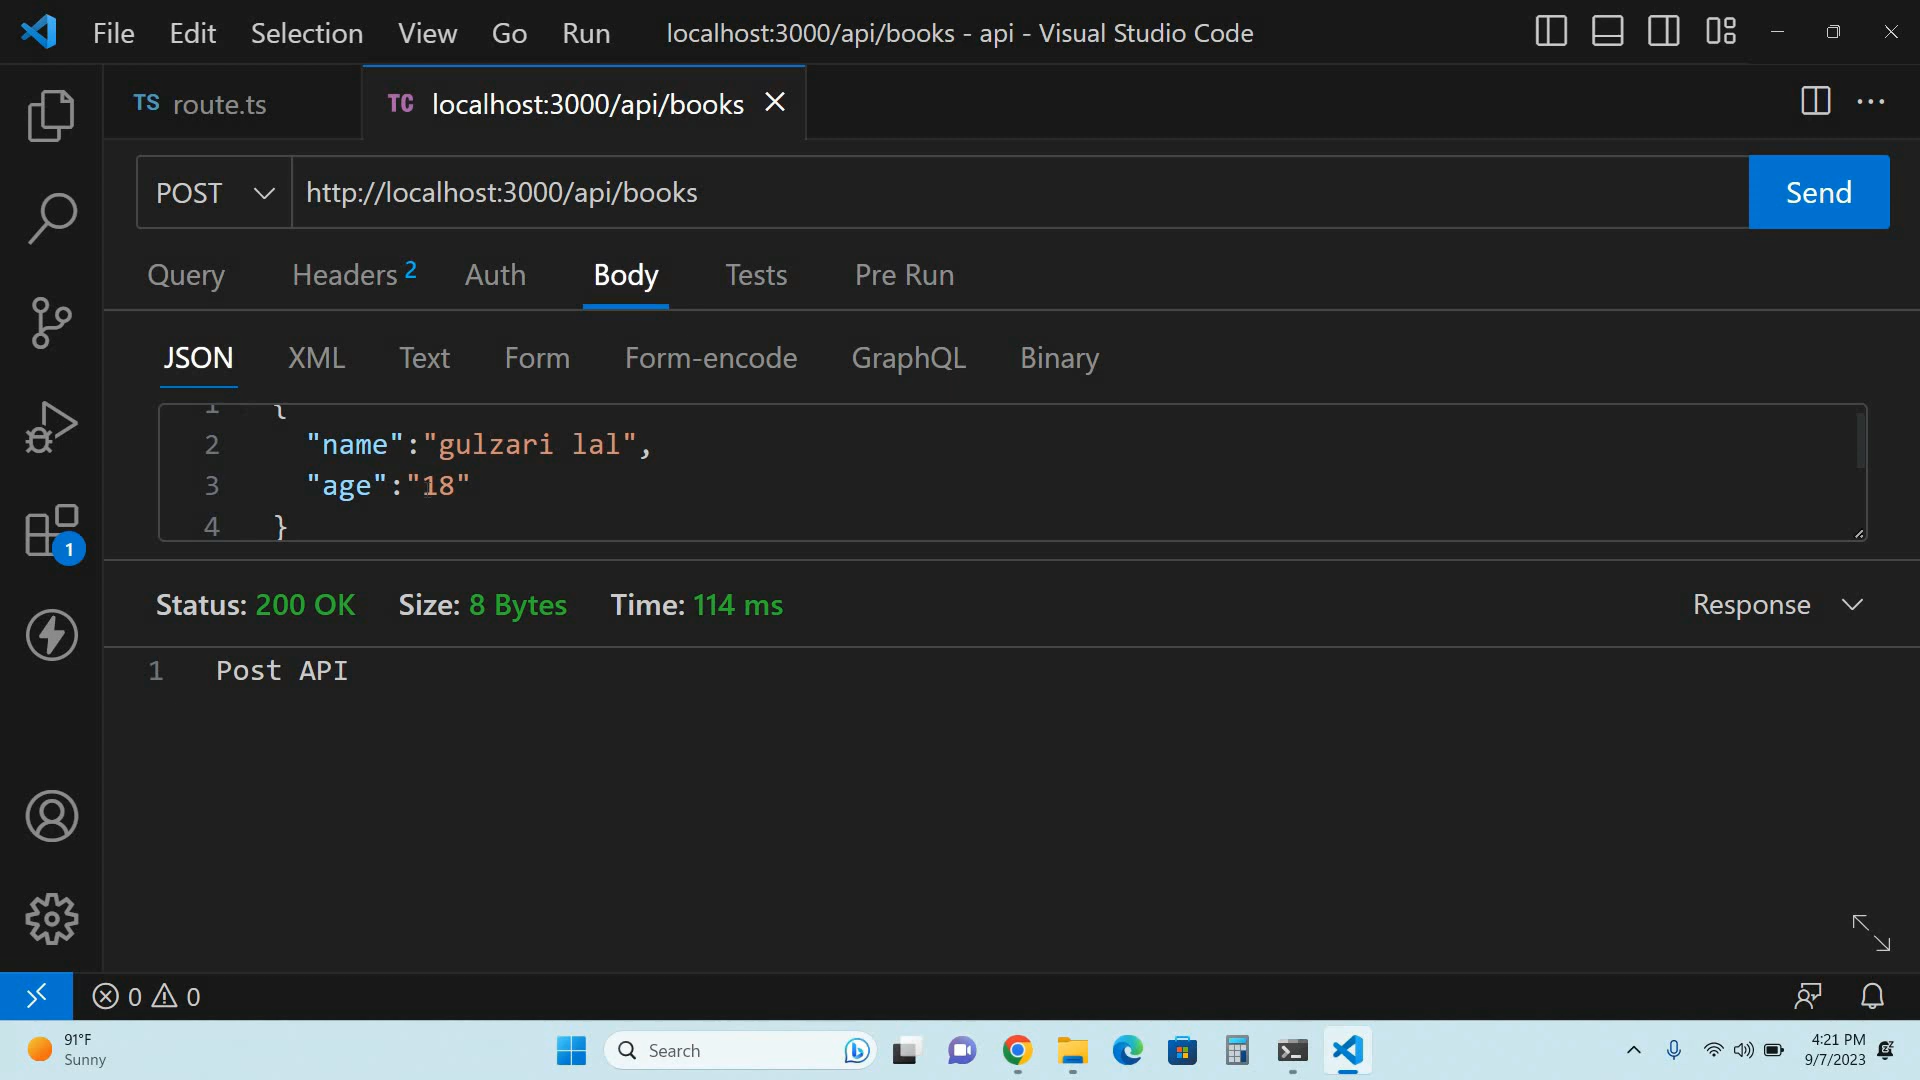 File Edit Selection View Go Run localhost:3000/api/books - api - Visual Studio Code
TS route.ts TC localhost:3000/api/books
POST http://localhost:3000/api/books Send
Query Headers 2 Auth Body Tests Pre Run
JSON XML Text Form Form-encode GraphQL Binary
1 {
2 "name":"gulzari lal",
3 "age":"18"
4 }
1
Status: 200 OK Size: 8 Bytes Time: 114 ms Response
1 Post API
0 0
91°F
Sunny
Search
4:21 PM
9/7/2023